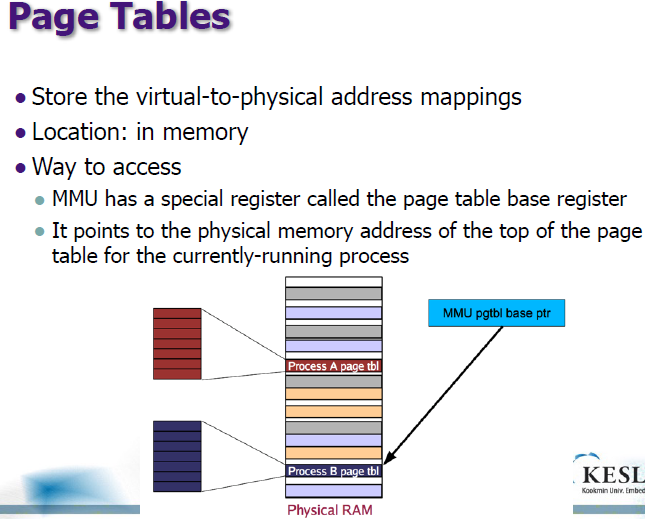 Page Tables
Store the virtual-to-physical address mappings
Location: in memory
Way to access
MMU has a special register called the page table base register
It points to the physical memory address of the top of the page
table for the currently-running process
MMU pgtbl base ptr
Process A page tbl
Process B page tbl
Physical RAM
KESL
Kookmin Univ. Embed